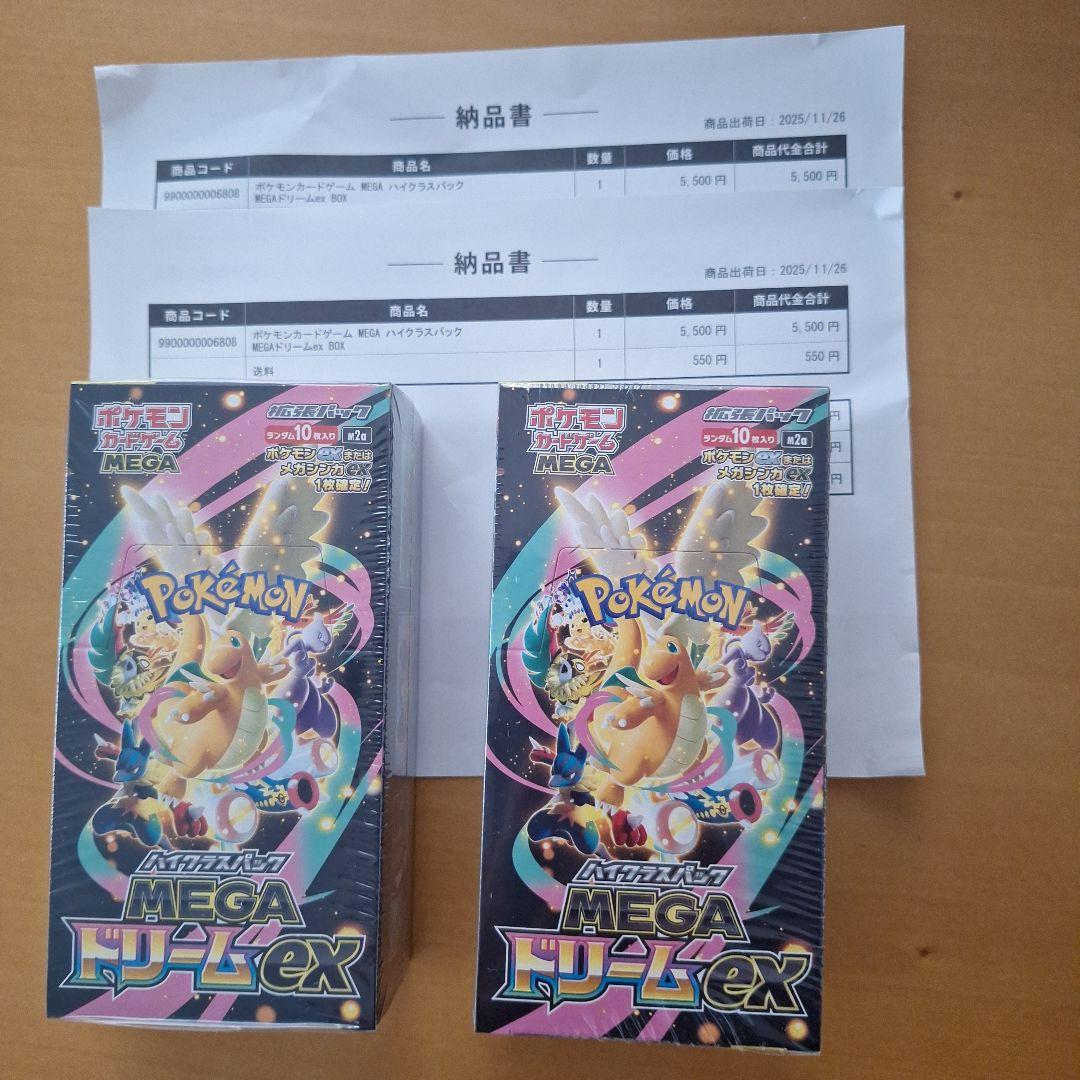 納品書
商品出荷日：2025/11/26
商品コード 商品名 数量 価格 商品代金合計
9900000006808 ポケモンカードゲーム MEGA ハイクラスパック 1 5,500 円 5,500 円
MEGAドリームex BOX
納品書
商品出荷日：2025/11/26
商品コード 商品名 数量 価格 商品代金合計
9900000006808 ポケモンカードゲーム MEGA ハイクラスパック 1 5,500 円 5,500 円
MEGAドリームex BOX
送料 1 550 円 550 円
円
円
円
ポケモン
カードゲーム
MEGA
拡張パック
ランダム10枚入り m2a
ポケモンexまたは
メガシンカex
1枚確定!
POKéMON
ハイクラスパック
MEGA
ドリームex
ポケモン
カードゲーム
MEGA
拡張パック
ランダム10枚入り m2a
ポケモンexまたは
メガシンカex
1枚確定!
POKéMON
ハイクラスパック
MEGA
ドリームex